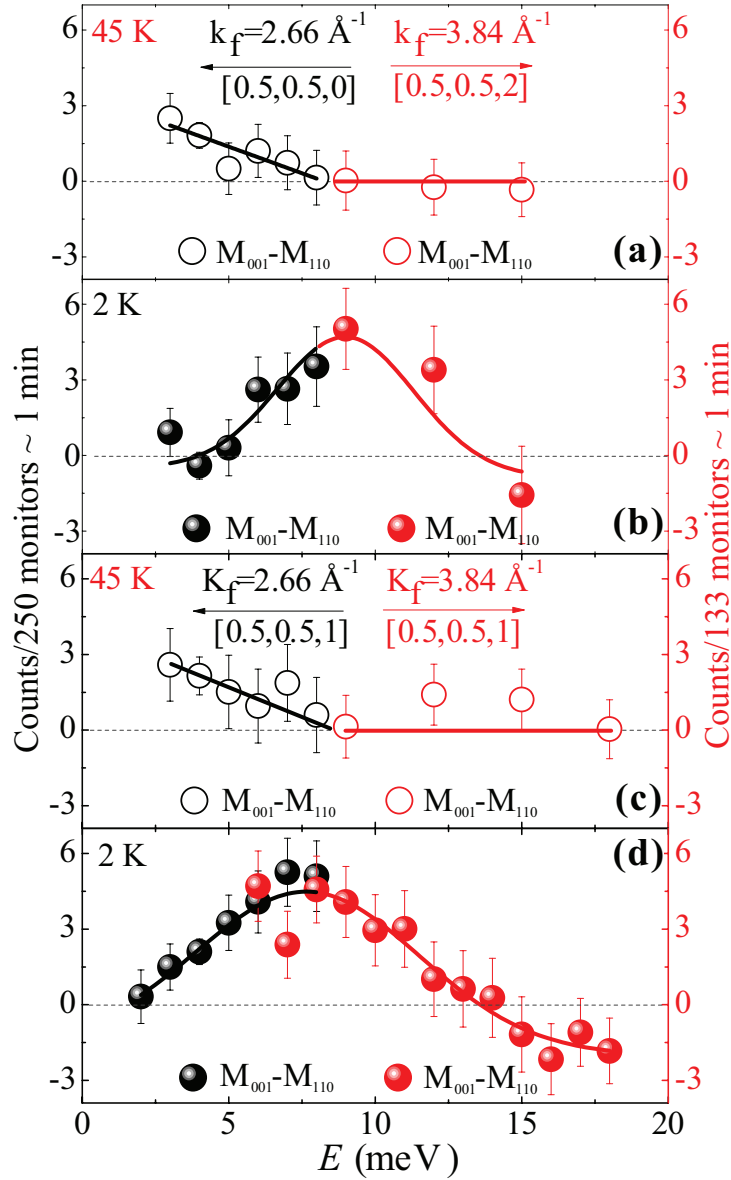 45 K
k_f=2.66 Å⁻¹ k_f=3.84 Å⁻¹
[0.5,0.5,0] [0.5,0.5,2]
6 6
3 3
0 0
-3 -3
M₀₀₁-M₁₁₀ M₀₀₁-M₁₁₀ (a)
2 K
6 6
3 3
0 0
-3 -3
M₀₀₁-M₁₁₀ M₀₀₁-M₁₁₀ (b)
45 K
K_f=2.66 Å⁻¹ K_f=3.84 Å⁻¹
[0.5,0.5,1] [0.5,0.5,1]
6 6
3 3
0 0
-3 -3
M₀₀₁-M₁₁₀ M₀₀₁-M₁₁₀ (c)
2 K (d)
6 6
3 3
0 0
-3 -3
M₀₀₁-M₁₁₀ M₀₀₁-M₁₁₀
0 5 10 15 20
E (meV)
Counts/250 monitors ~ 1 min
Counts/133 monitors ~ 1 min